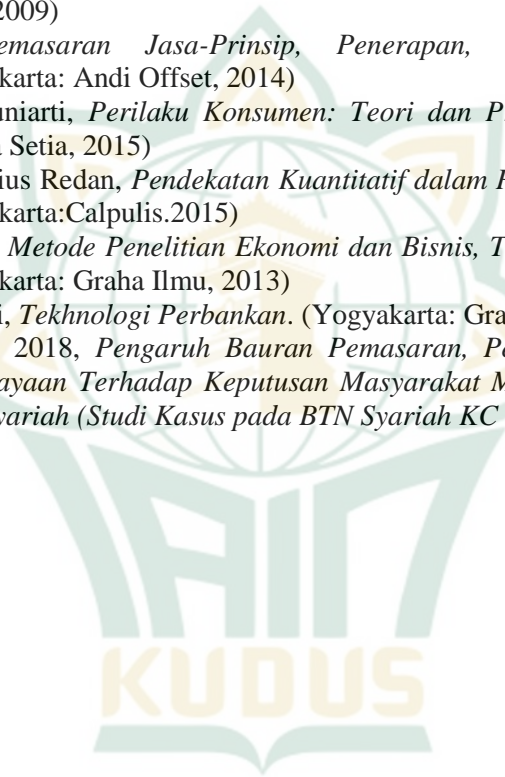 2009)
emasaran Jasa-Prinsip, Penerapan,
karta: Andi Offset, 2014)
uniarti, Perilaku Konsumen: Teori dan P
Setia, 2015)
ius Redan, Pendekatan Kuantitatif dalam
karta:Calpulis.2015)
Metode Penelitian Ekonomi dan Bisnis, T
karta: Graha Ilmu, 2013)
i, Tekhnologi Perbankan. (Yogyakarta: Gra
2018, Pengaruh Bauran Pemasaran, Pe
ayaan Terhadap Keputusan Masyarakat M
yariah (Studi Kasus pada BTN Syariah KC
IAIN
KUDUS